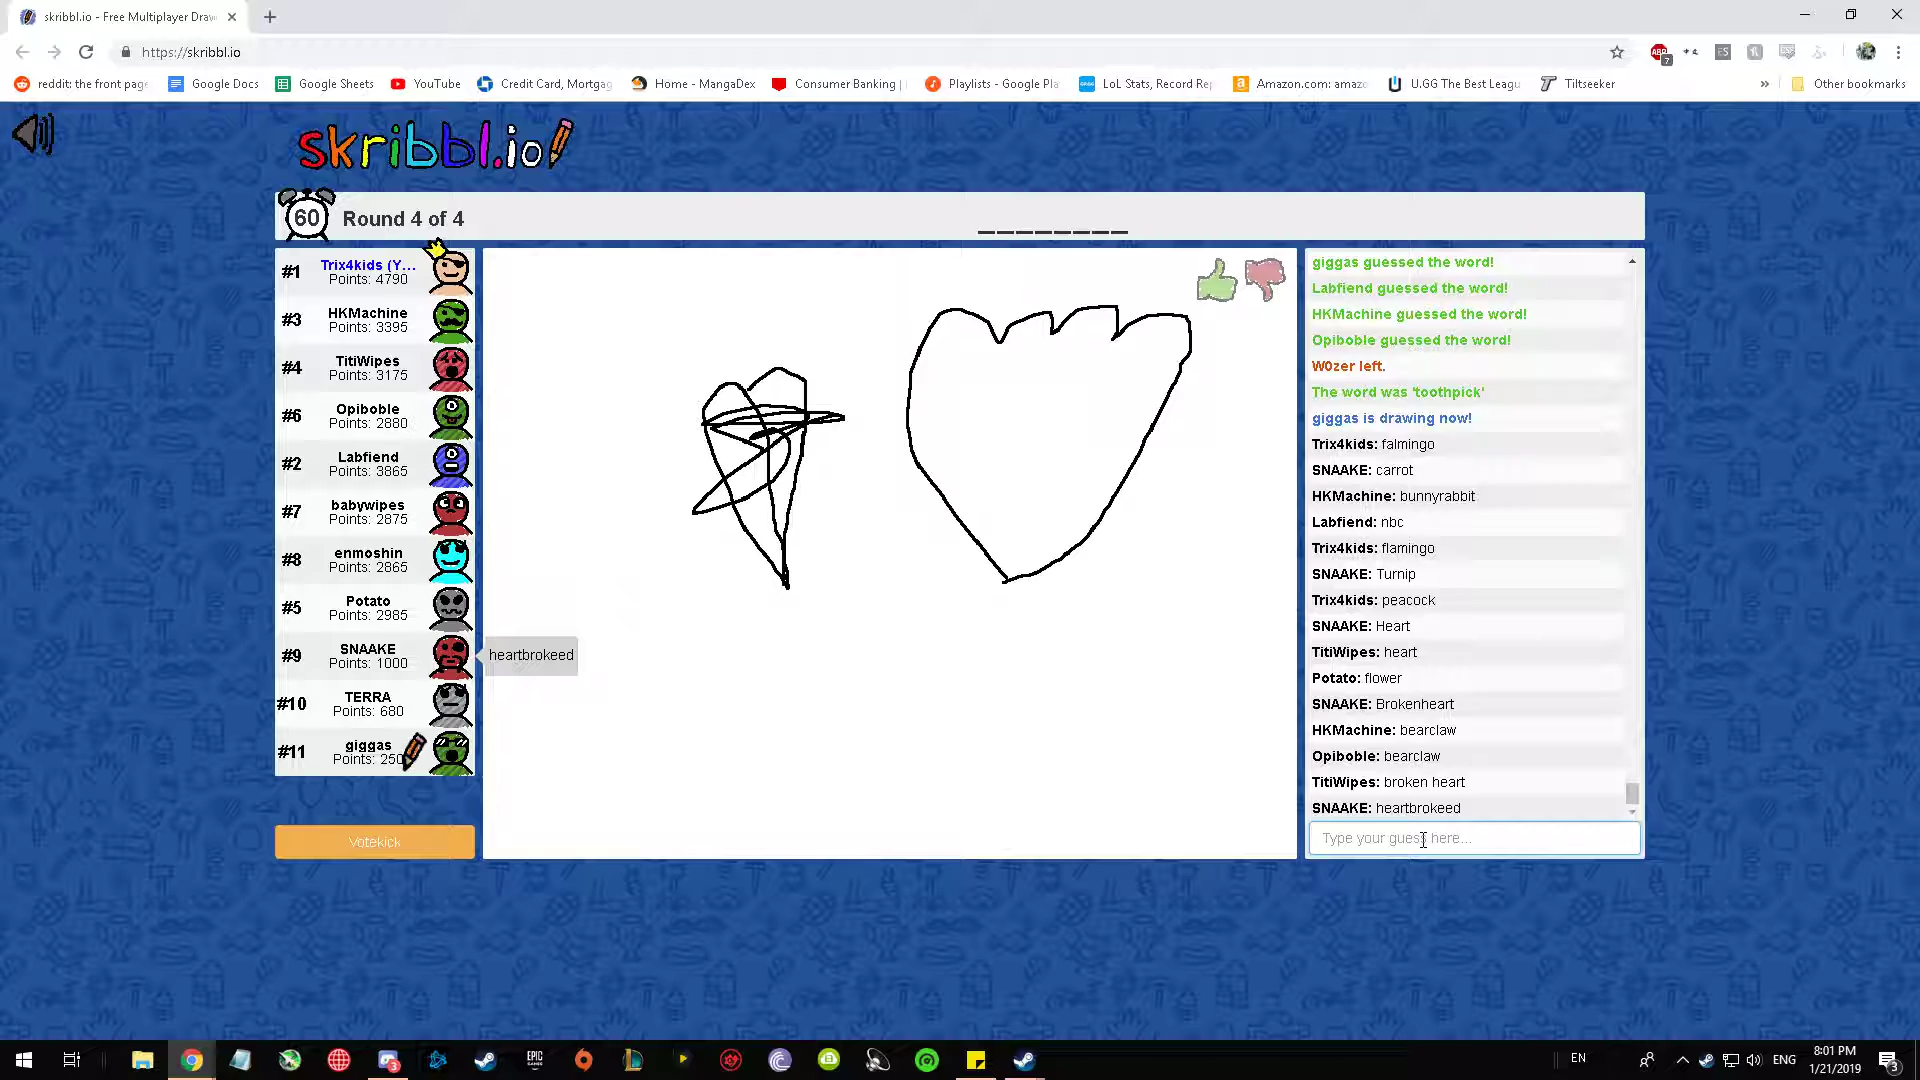 skribbl.io - Free Multiplayer Draw
https://skribbl.io
7
reddit: the front page
Google Docs
Google Sheets
YouTube
Credit Card, Mortgag
Home - MangaDex
Consumer Banking |
Playlists - Google Pla
LoL Stats, Record Rep
Amazon.com: amazo
U.GG The Best Leagu
Tiltseeker
»
Other bookmarks
skribbl.io
60
Round 4 of 4
________
#1
Trix4kids (Y...
Points: 4790
#3
HKMachine
Points: 3395
#4
TitiWipes
Points: 3175
#6
Opiboble
Points: 2880
#2
Labfiend
Points: 3865
#7
babywipes
Points: 2875
#8
enmoshin
Points: 2865
#5
Potato
Points: 2985
#9
SNAAKE
Points: 1000
heartbrokeed
#10
TERRA
Points: 680
#11
giggas
Points: 250
Votekick
giggas guessed the word!
Labfiend guessed the word!
HKMachine guessed the word!
Opiboble guessed the word!
W0zer left.
The word was 'toothpick'
giggas is drawing now!
Trix4kids: falmingo
SNAAKE: carrot
HKMachine: bunnyrabbit
Labfiend: nbc
Trix4kids: flamingo
SNAAKE: Turnip
Trix4kids: peacock
SNAAKE: Heart
TitiWipes: heart
Potato: flower
SNAAKE: Brokenheart
HKMachine: bearclaw
Opiboble: bearclaw
TitiWipes: broken heart
SNAAKE: heartbrokeed
Type your guess here...
EN
ENG
8:01 PM
1/21/2019
3